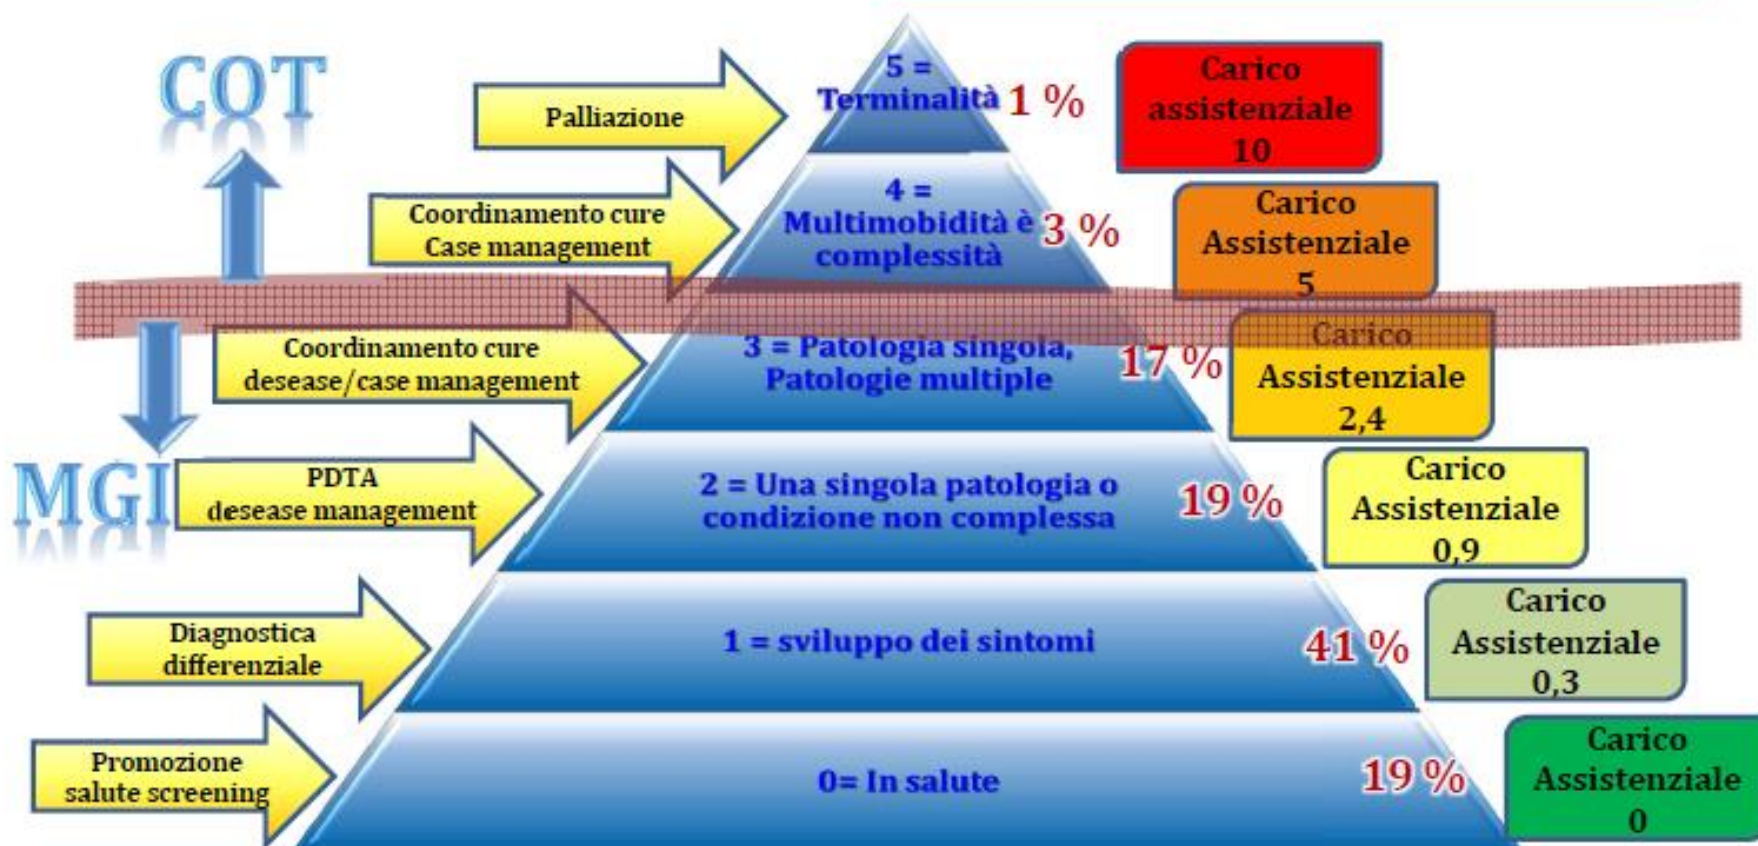 COT
Palliazione
5 =
Terminalità
1 %
Carico
assistenziale
10
Coordinamento cure
Case management
4 =
Multimobidità è
complessità
3 %
Carico
Assistenziale
5
Coordinamento cure
desease/case management
3 = Patologia singola,
Patologie multiple
17 %
Carico
Assistenziale
2,4
MGI
PDTA
desease management
2 = Una singola patologia o
condizione non complessa
19 %
Carico
Assistenziale
0,9
Diagnostica
differenziale
1 = sviluppo dei sintomi
41 %
Carico
Assistenziale
0,3
Promozione
salute screening
0= In salute
19 %
Carico
Assistenziale
0